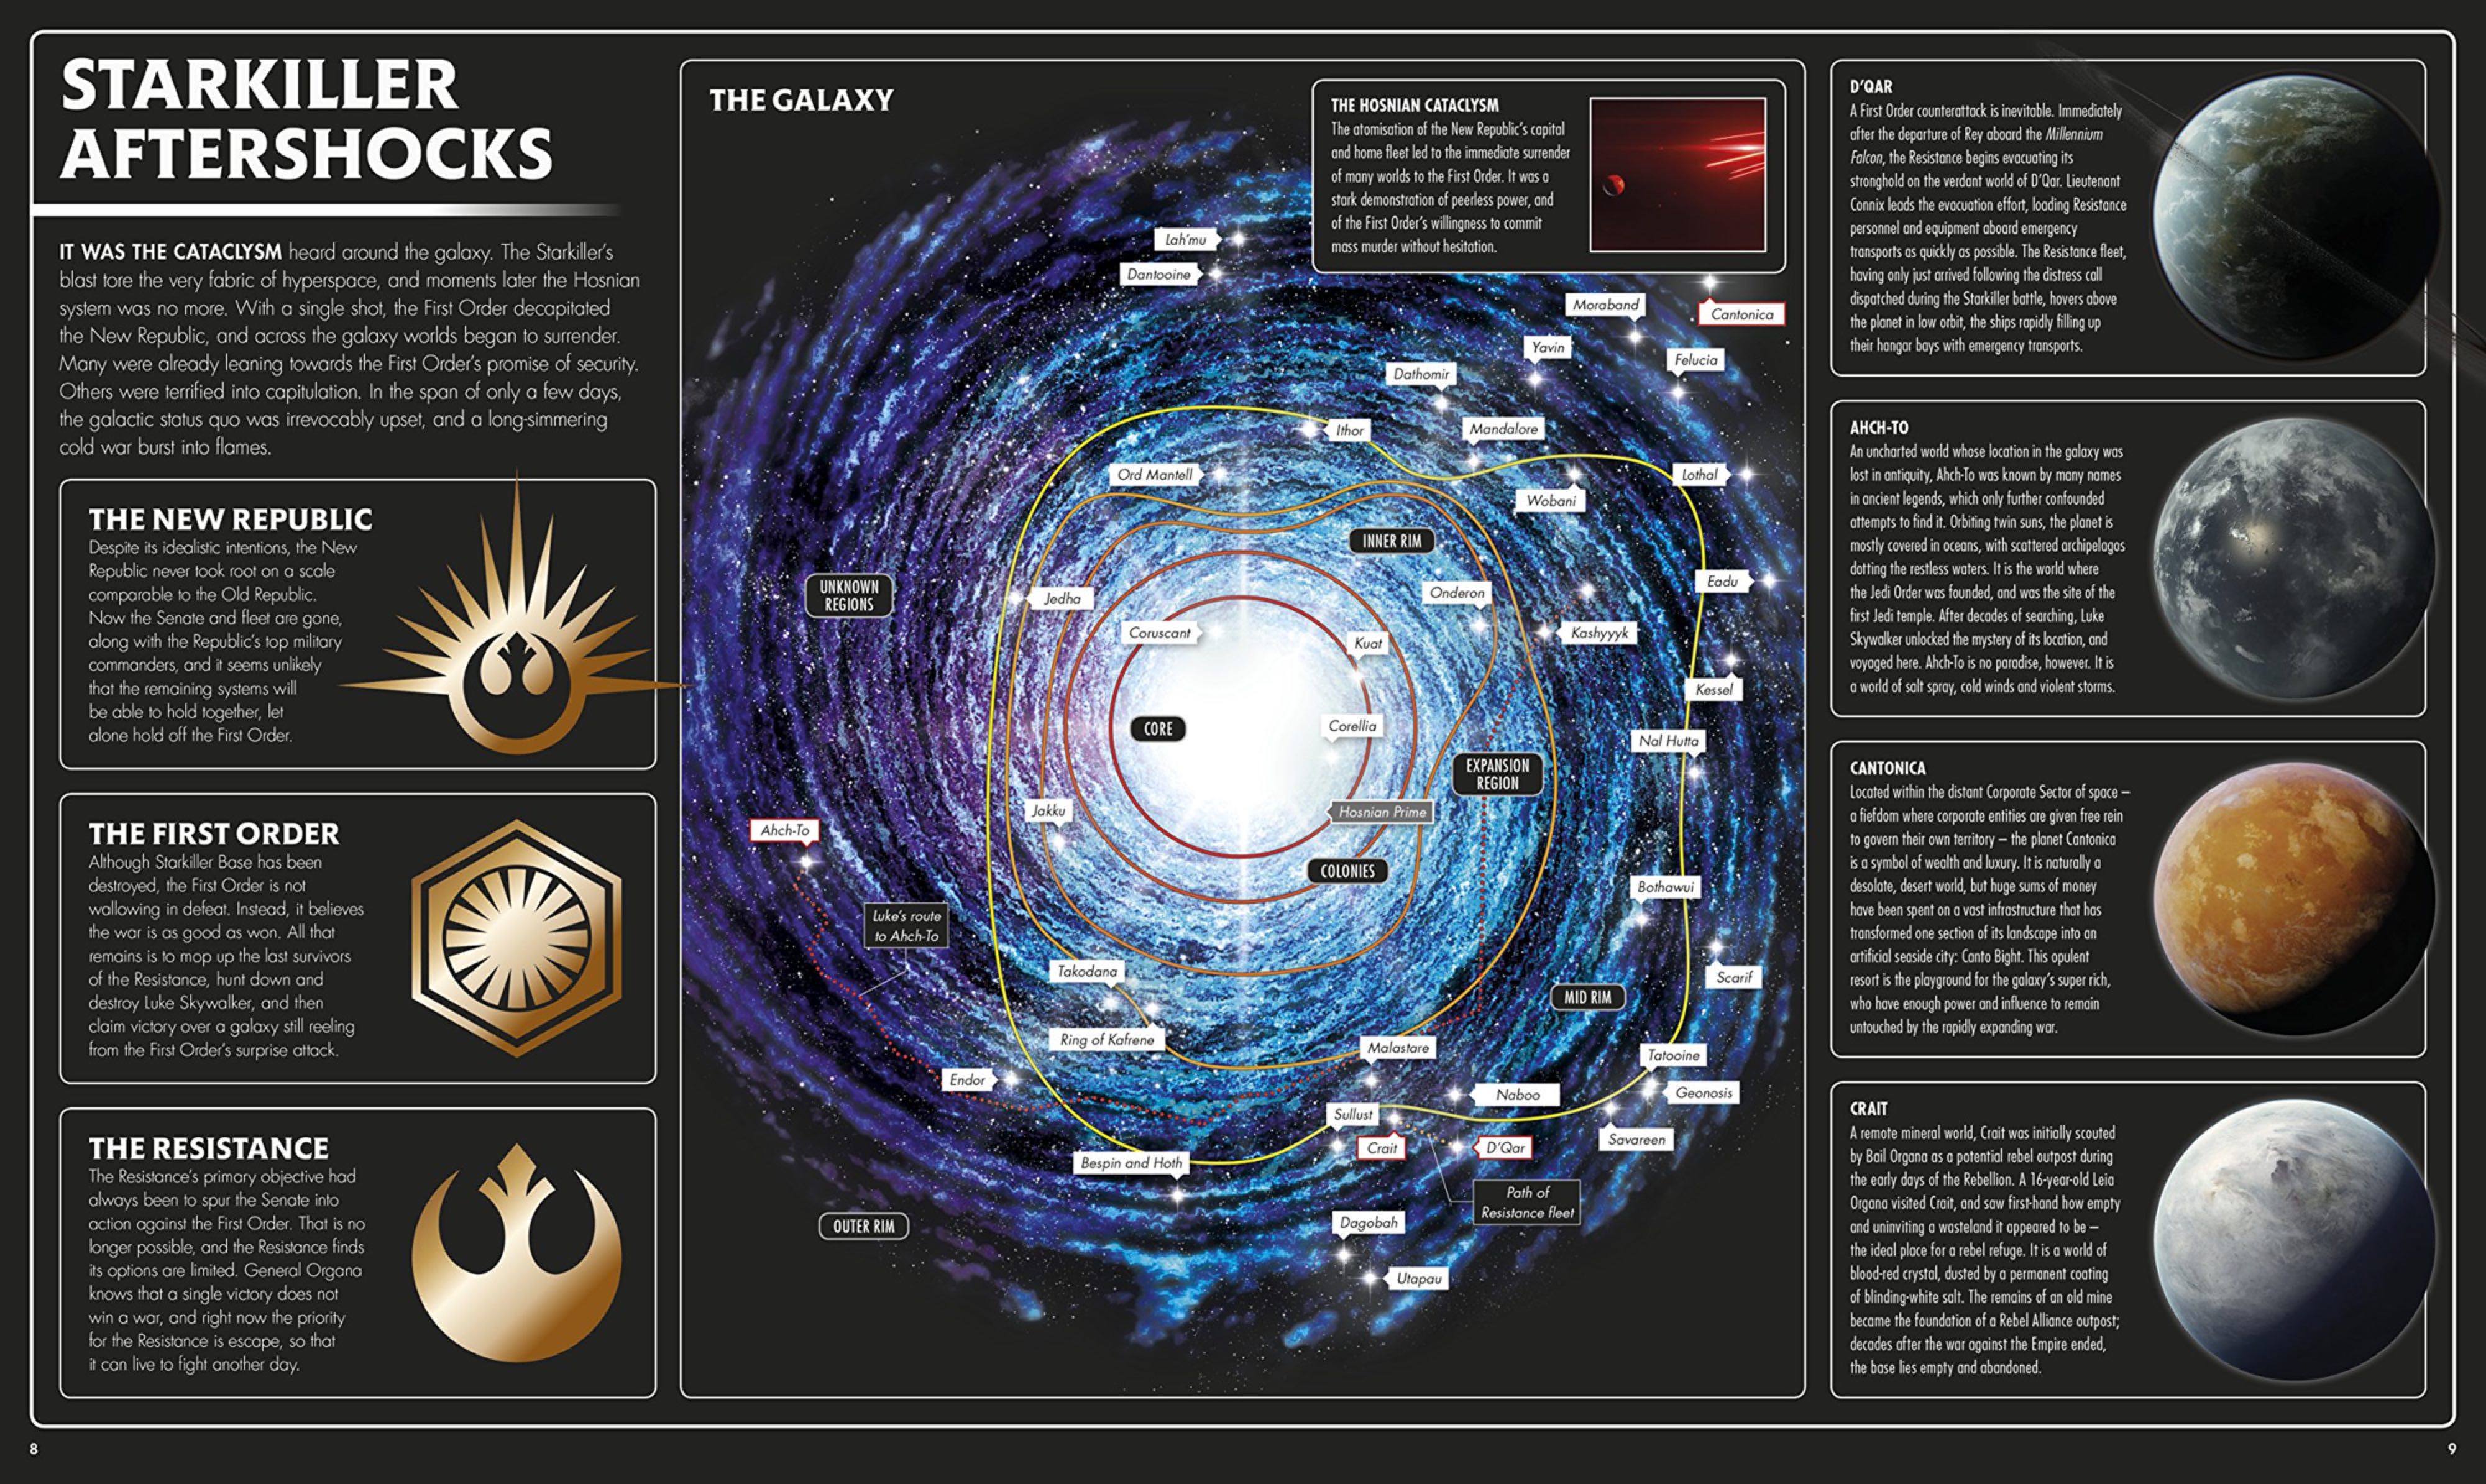 STARKILLER
AFTERSHOCKS
IT WAS THE CATACLYSM heard around the galaxy. The Starkiller's
blast tore the very fabric of hyperspace, and moments later the Hosnian
system was no more. With a single shot, the First Order decapitated
the New Republic, and across the galaxy worlds began to surrender.
Many were already leaning towards the First Order's promise of security.
Others were terrified into capitulation. In the span of only a few days,
the galactic status quo was irrevocably upset, and a long-simmering
cold war burst into flames.
THE NEW REPUBLIC
Despite its idealistic intentions, the New
Republic never took root on a scale
comparable to the Old Republic.
Now the Senate and fleet are gone,
along with the Republic's top military
commanders, and it seems unlikely
that the remaining systems will
be able to hold together, let
alone hold off the First Order.
THE FIRST ORDER
Although Starkiller Base has been
destroyed, the First Order is not
wallowing in defeat. Instead, it believes
the war is as good as won. All that
remains is to mop up the last survivors
of the Resistance, hunt down and
destroy Luke Skywalker, and then
claim victory over a galaxy still reeling
from the First Order's surprise attack.
THE RESISTANCE
The Resistance's primary objective had
always been to spur the Senate into
action against the First Order. That is no
longer possible, and the Resistance finds
its options are limited. General Organa
knows that a single victory does not
win a war, and right now the priority
for the Resistance is escape, so that
it can live to fight another day.
8
THE GALAXY
THE HOSNIAN CATACLYSM
The atomisation of the New Republic's capital
and home fleet led to the immediate surrender
of many worlds to the First Order. It was a
stark demonstration of peerless power, and
of the First Order's willingness to commit
mass murder without hesitation.
Lah'mu
Dantooine
Moraband
Cantonica
Yavin
Felucia
Dathomir
Ithor
Mandalore
Ord Mantell
Lothal
Wobani
INNER RIM
UNKNOWN
REGIONS
Jedha
Onderon
Eadu
Coruscant
Kuat
Kashyyyk
Kessel
CORE
Corellia
Nal Hutta
EXPANSION
REGION
Jakku
Hosnian Prime
Ahch-To
COLONIES
Bothawui
Luke's route
to Ahch-To
Takodana
Scarif
MID RIM
Ring of Kafrene
Malastare
Tatooine
Endor
Naboo
Geonosis
Sullust
Crait
D'Qar
Savareen
Bespin and Hoth
Path of
Resistance fleet
OUTER RIM
Dagobah
Utapau
D'QAR
A First Order counterattack is inevitable. Immediately
after the departure of Rey aboard the Millennium
Falcon, the Resistance begins evacuating its
stronghold on the verdant world of D'Qar. Lieutenant
Connix leads the evacuation effort, loading Resistance
personnel and equipment aboard emergency
transports as quickly as possible. The Resistance fleet,
having only just arrived following the distress call
dispatched during the Starkiller battle, hovers above
the planet in low orbit, the ships rapidly filling up
their hangar bays with emergency transports.
AHCH-TO
An uncharted world whose location in the galaxy was
lost in antiquity, Ahch-To was known by many names
in ancient legends, which only further confounded
attempts to find it. Orbiting twin suns, the planet is
mostly covered in oceans, with scattered archipelagos
dotting the restless waters. It is the world where
the Jedi Order was founded, and was the site of the
first Jedi temple. After decades of searching, Luke
Skywalker unlocked the mystery of its location, and
voyaged here. Ahch-To is no paradise, however. It is
a world of salt spray, cold winds and violent storms.
CANTONICA
Located within the distant Corporate Sector of space –
a fiefdom where corporate entities are given free rein
to govern their own territory – the planet Cantonica
is a symbol of wealth and luxury. It is naturally a
desolate, desert world, but huge sums of money
have been spent on a vast infrastructure that has
transformed one section of its landscape into an
artificial seaside city: Canto Bight. This opulent
resort is the playground for the galaxy's super rich,
who have enough power and influence to remain
untouched by the rapidly expanding war.
CRAIT
A remote mineral world, Crait was initially scouted
by Bail Organa as a potential rebel outpost during
the early days of the Rebellion. A 16-year-old Leia
Organa visited Crait, and saw first-hand how empty
and uninviting a wasteland it appeared to be –
the ideal place for a rebel refuge. It is a world of
blood-red crystal, dusted by a permanent coating
of blinding-white salt. The remains of an old mine
became the foundation of a Rebel Alliance outpost;
decades after the war against the Empire ended,
the base lies empty and abandoned.
9